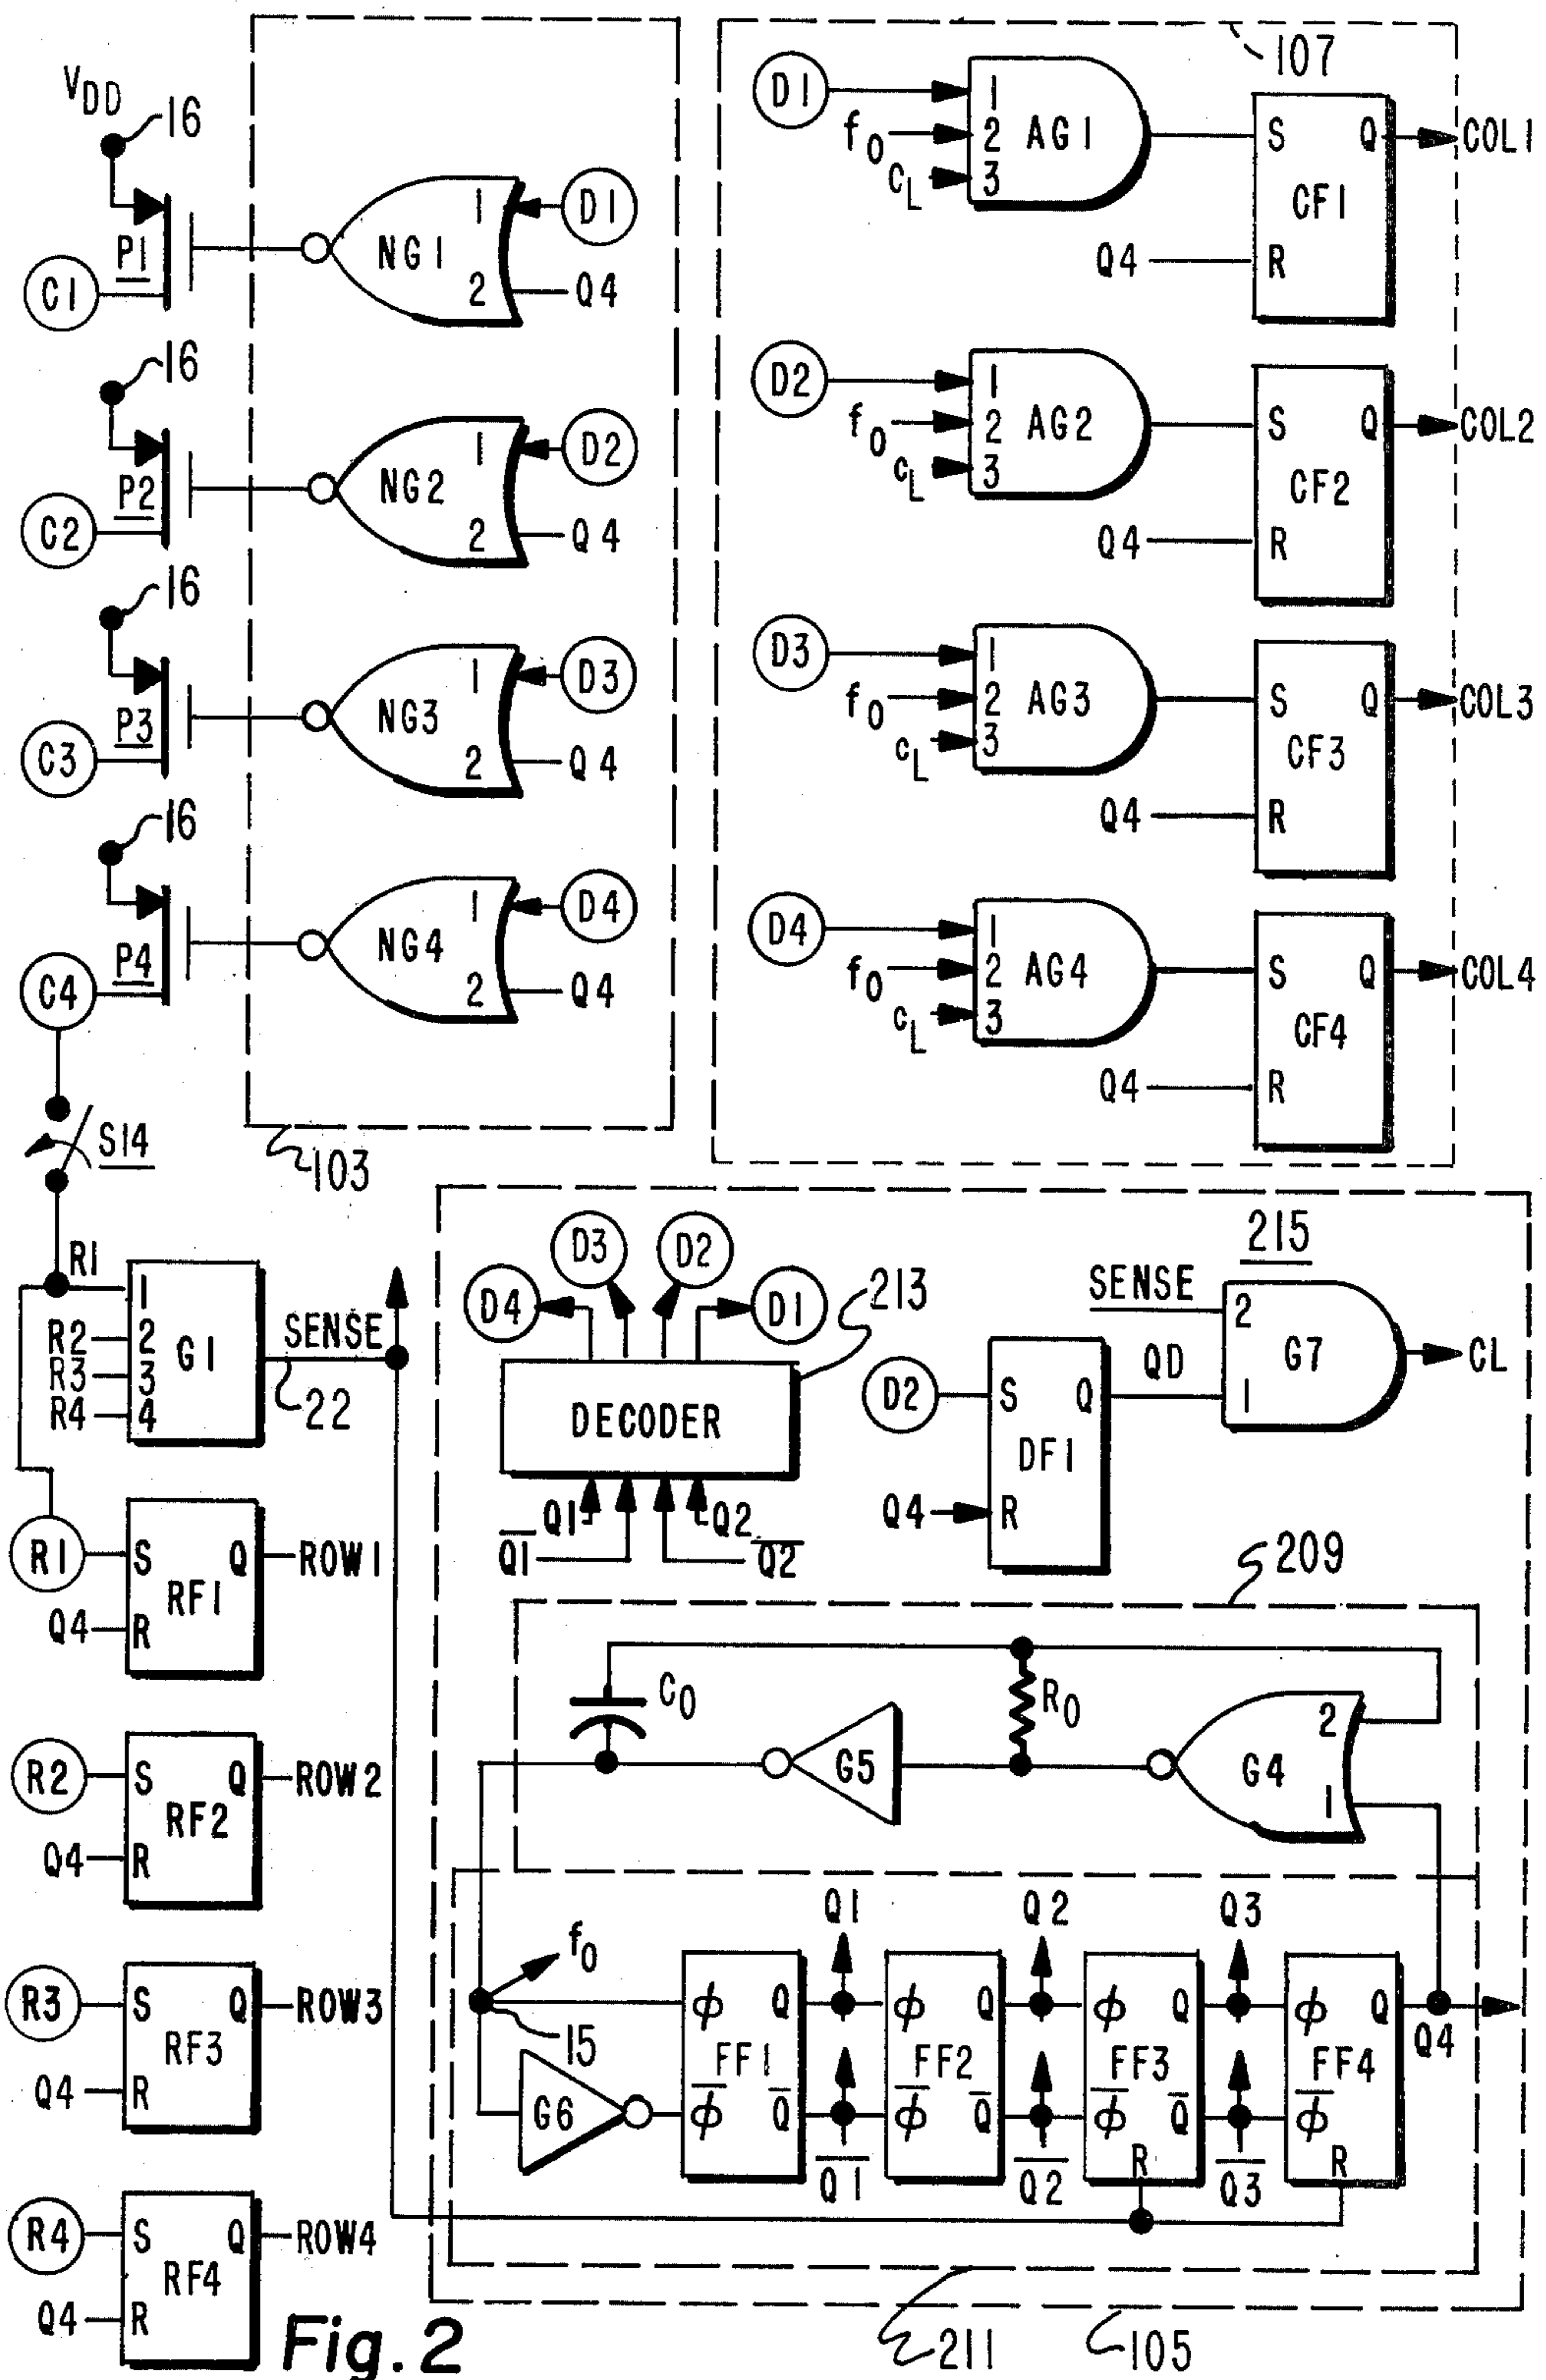 VDD
16
P1
C1
NG1
1
2
D1
Q4
16
P2
C2
NG2
1
2
D2
Q4
16
P3
C3
NG3
1
2
D3
Q4
16
P4
C4
NG4
1
2
D4
Q4
103
S14
107
D1
fO
CL
1
2
3
AG1
S
Q
CF1
R
Q4
COL1
D2
fO
CL
1
2
3
AG2
S
Q
CF2
R
Q4
COL2
D3
fO
CL
1
2
3
AG3
S
Q
CF3
R
Q4
COL3
D4
fO
CL
1
2
3
AG4
S
Q
CF4
R
Q4
COL4
R1
R2
R3
R4
1
2
3
4
G1
SENSE
22
R1
S
Q
ROW1
RF1
Q4
R
R2
S
Q
ROW2
RF2
Q4
R
R3
S
Q
ROW3
RF3
Q4
R
R4
S
Q
ROW4
RF4
Q4
R
D4
D3
D2
D1
213
DECODER
Q1
Q1
Q2
Q2
215
SENSE
2
G7
1
QD
CL
D2
S
Q
DF1
Q4
R
209
CO
RO
G5
G4
2
1
fO
15
G6
ϕ
Q
FF1
ϕ
Q
Q1
Q1
ϕ
Q
FF2
ϕ
Q
Q2
Q2
ϕ
Q
FF3
ϕ
Q
R
Q3
Q3
ϕ
Q
FF4
ϕ
R
Q4
211
105
Fig. 2